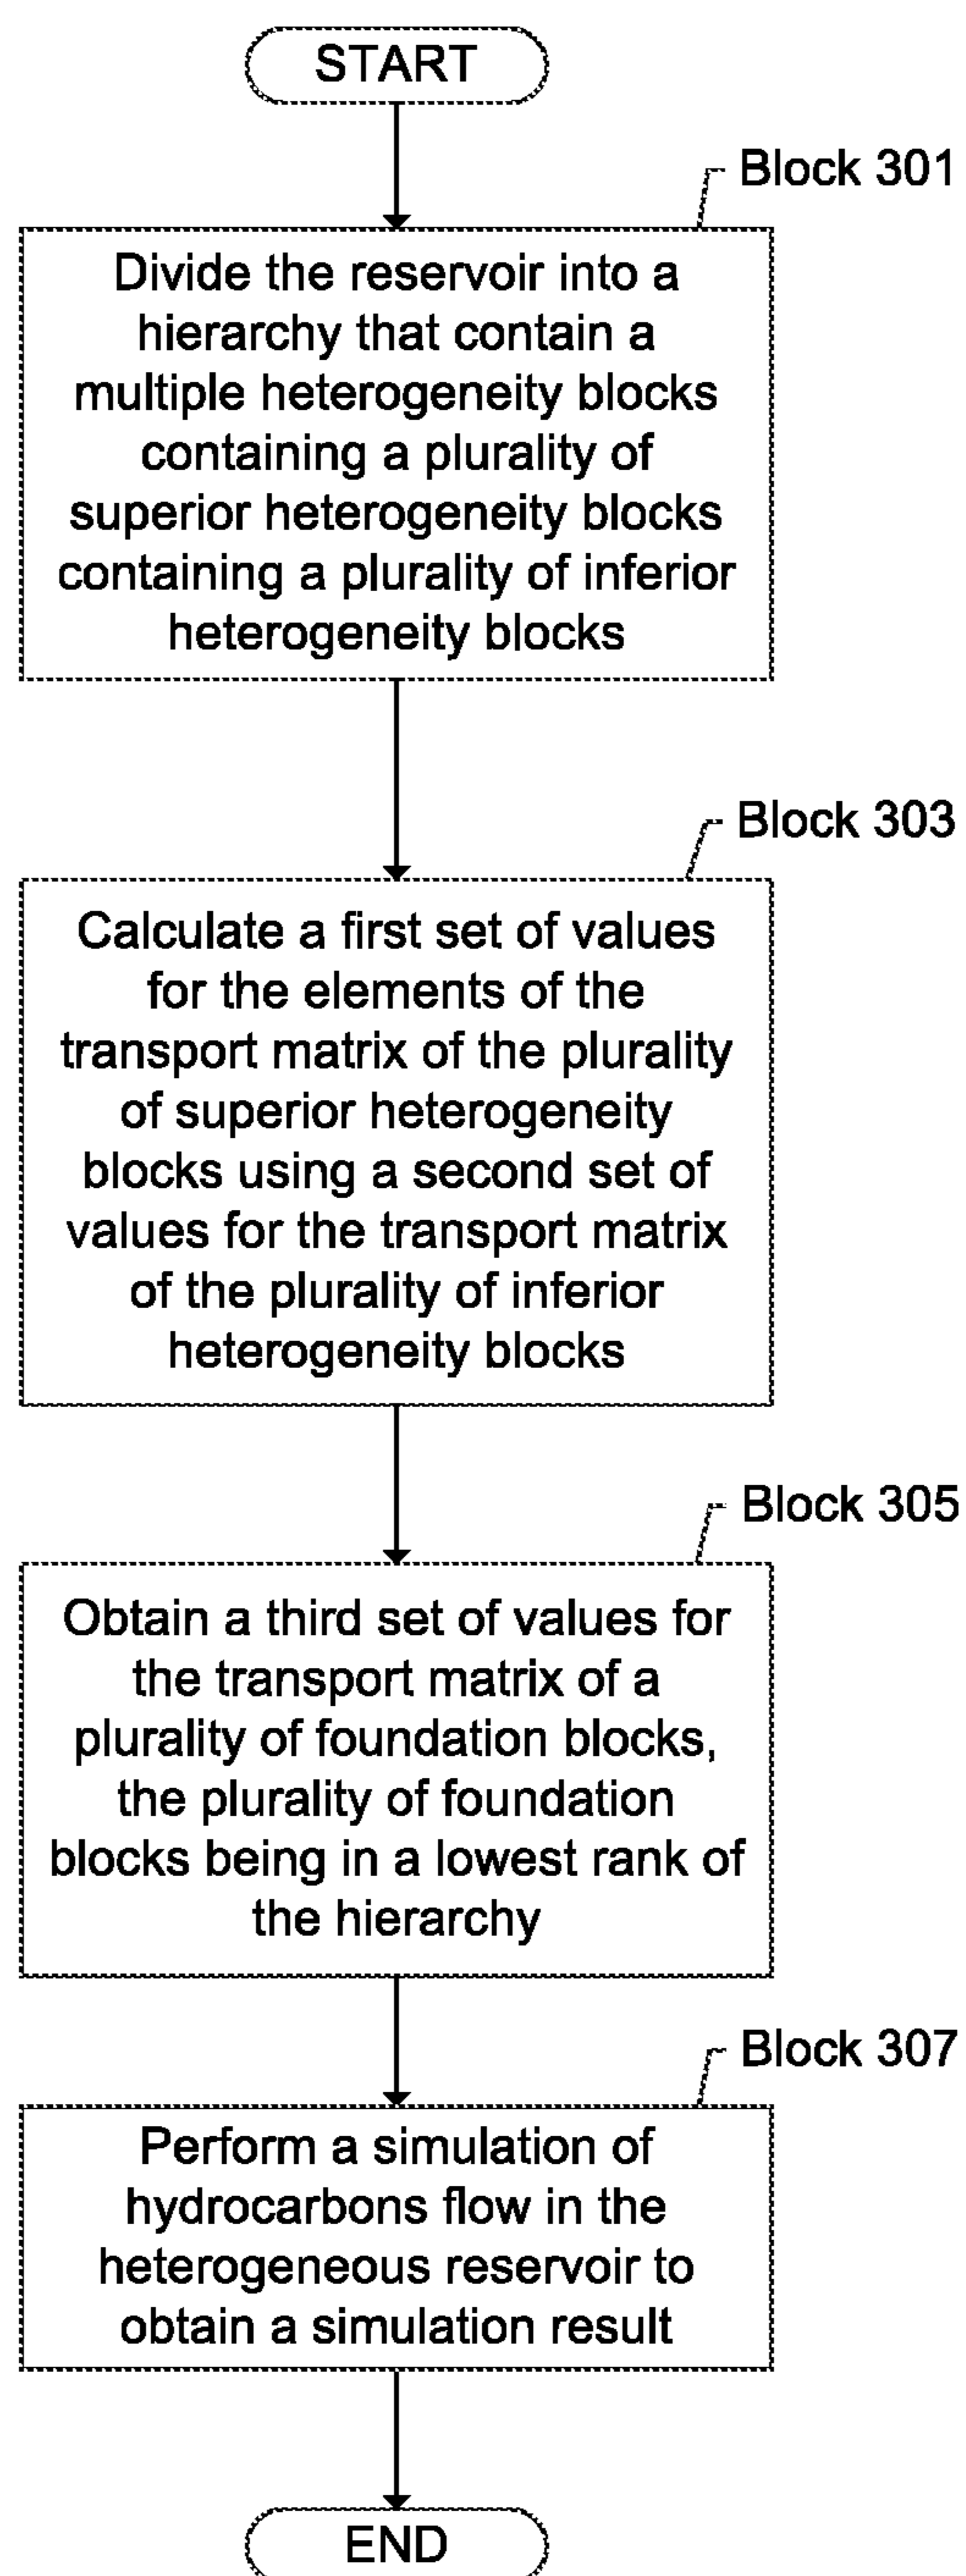 START
Block 301
Divide the reservoir into a
hierarchy that contain a
multiple heterogeneity blocks
containing a plurality of
superior heterogeneity blocks
containing a plurality of inferior
heterogeneity blocks
Block 303
Calculate a first set of values
for the elements of the
transport matrix of the plurality
of superior heterogeneity
blocks using a second set of
values for the transport matrix
of the plurality of inferior
heterogeneity blocks
Block 305
Obtain a third set of values for
the transport matrix of a
plurality of foundation blocks,
the plurality of foundation
blocks being in a lowest rank of
the hierarchy
Block 307
Perform a simulation of
hydrocarbons flow in the
heterogeneous reservoir to
obtain a simulation result
END